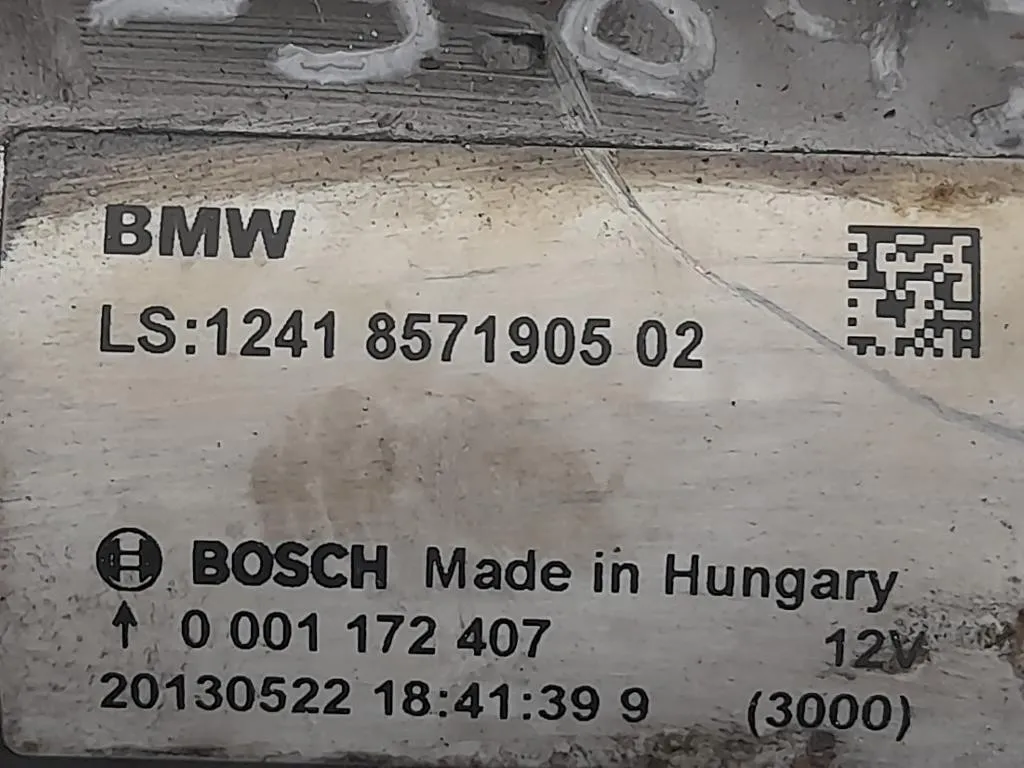 BMW
LS:1241 8571905 02
BOSCH Made in Hungary
↑ 0 001 172 407 12V
20130522 18:41:39 9 (3000)